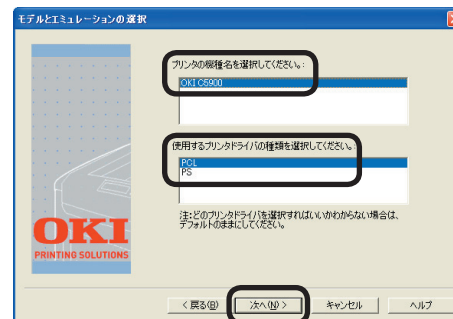 モデルとエミュレーションの選択
プリンタの機種名を選択してください。:
OKI C5900
使用するプリンタドライバの種類を選択してください。:
PCL
PS
注:どのプリンタドライバを選択すればいいかわからない場合は、
デフォルトのままにしてください。
OKI
PRINTING SOLUTIONS
< 戻る(B)
次へ(N) >
キャンセル
ヘルプ